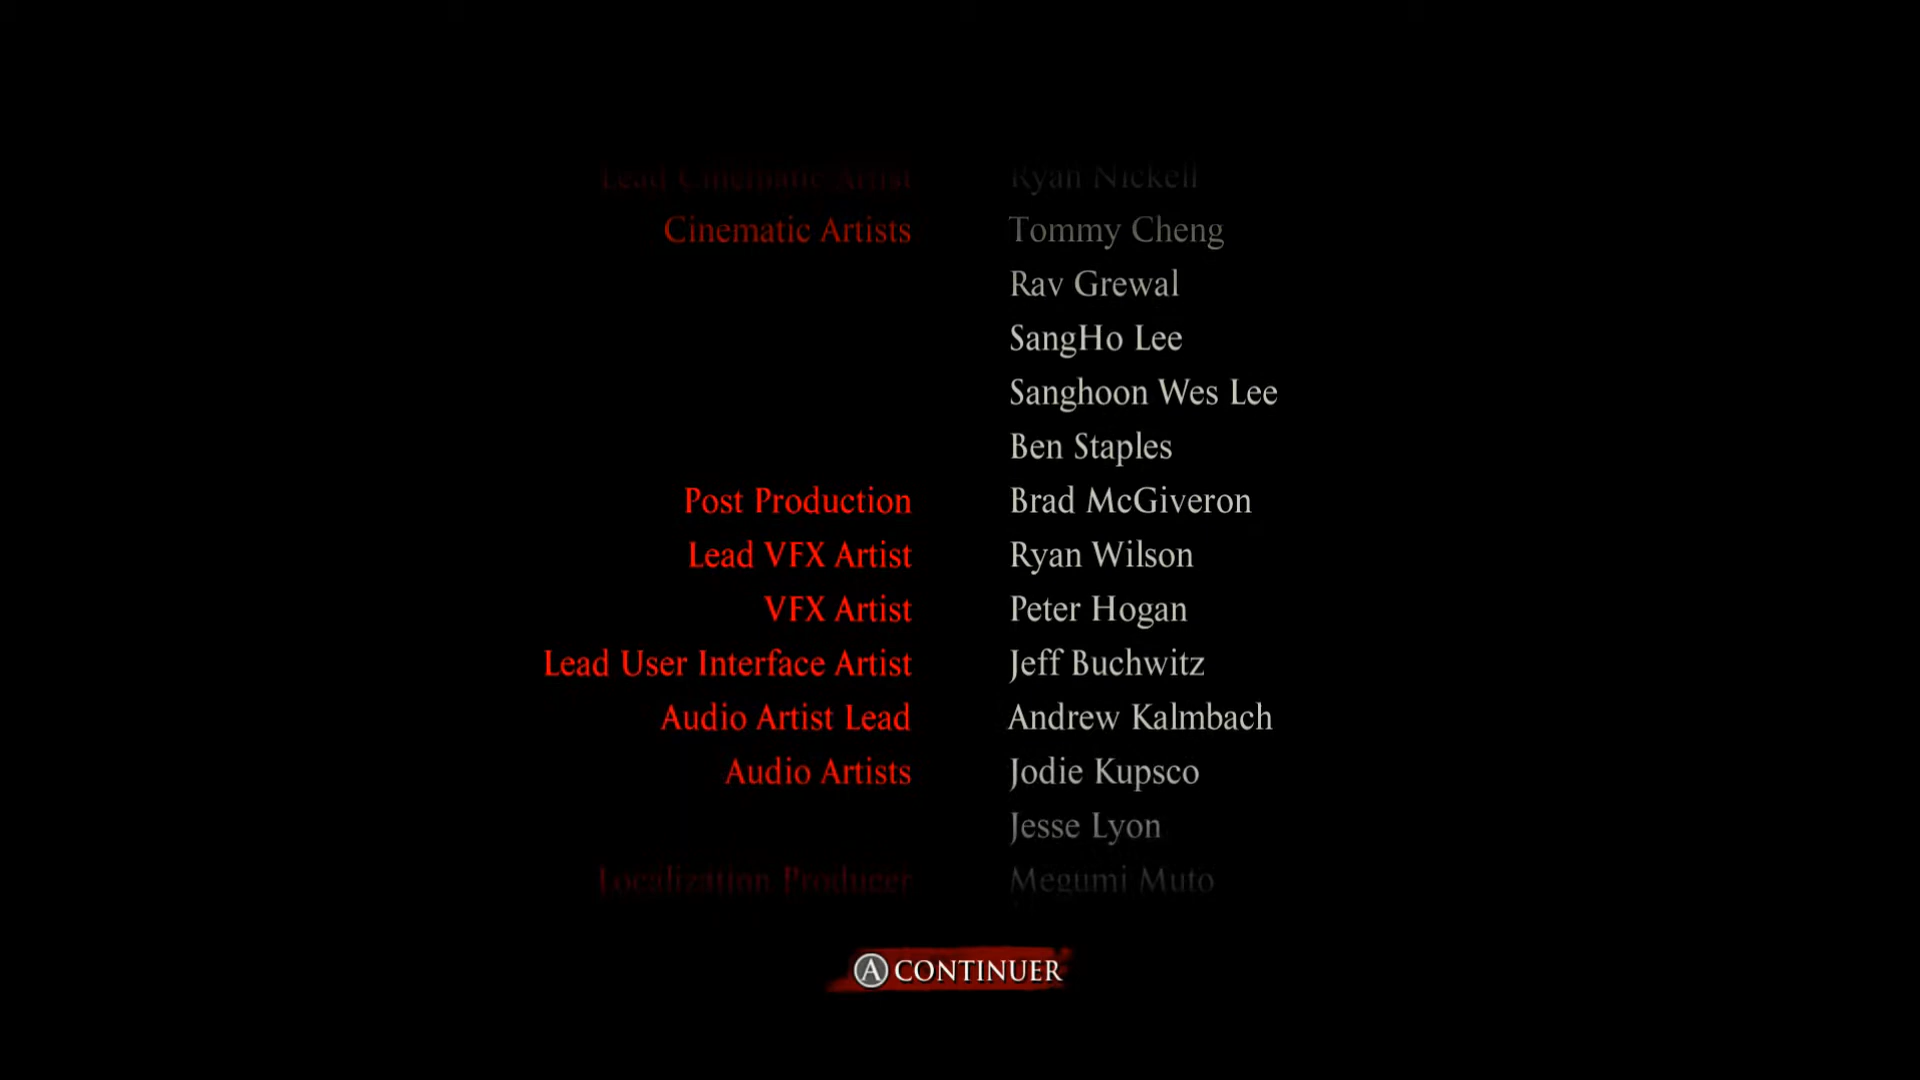 Lead Cinematic Artist Ryan Nickell
Cinematic Artists Tommy Cheng
Rav Grewal
SangHo Lee
Sanghoon Wes Lee
Ben Staples
Post Production Brad McGiveron
Lead VFX Artist Ryan Wilson
VFX Artist Peter Hogan
Lead User Interface Artist Jeff Buchwitz
Audio Artist Lead Andrew Kalmbach
Audio Artists Jodie Kupsco
Jesse Lyon
Localization Producer Megumi Muto
A CONTINUER